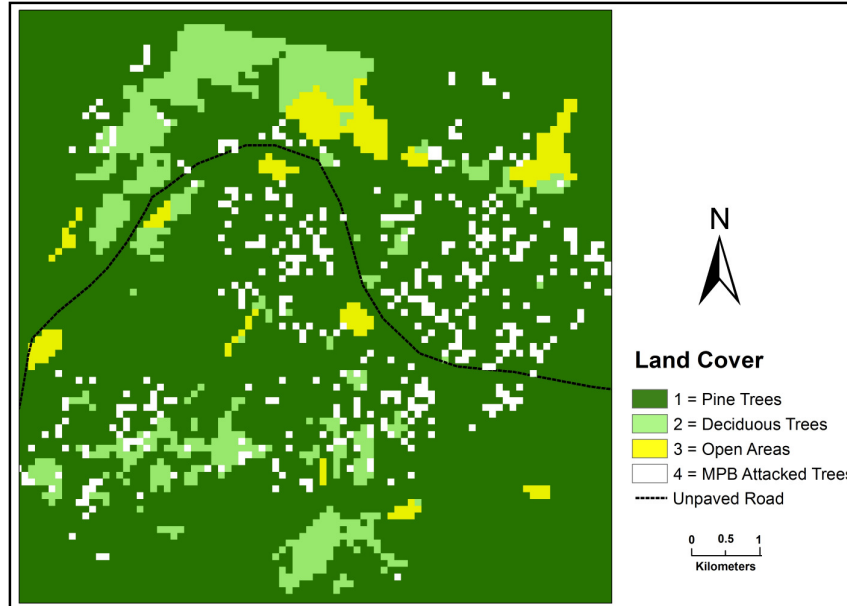 N
Land Cover
1 = Pine Trees
2 = Deciduous Trees
3 = Open Areas
4 = MPB Attacked Trees
Unpaved Road
0 0.5 1
Kilometers